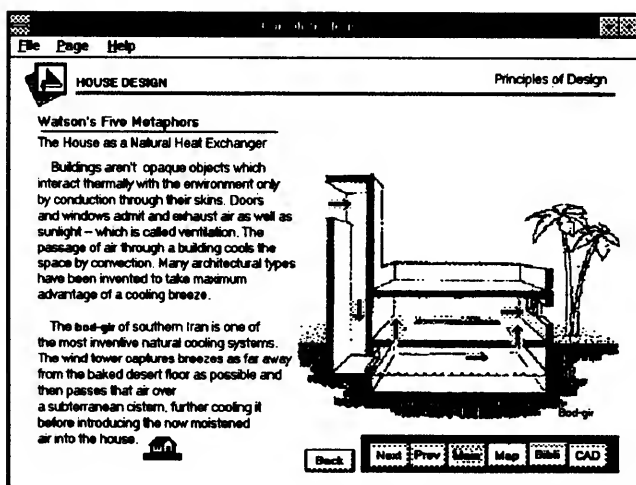 File Page Help
HOUSE DESIGN
Principles of Design
Watson's Five Metaphors
The House as a Natural Heat Exchanger
Buildings aren't opaque objects which
interact thermally with the environment only
by conduction through their skins. Doors
and windows admit and exhaust air as well as
sunlight – which is called ventilation. The
passage of air through a building cools the
space by convection. Many architectural types
have been invented to take maximum
advantage of a cooling breeze.
The bad-gir of southern Iran is one of
the most inventive natural cooling systems.
The wind tower captures breezes as far away
from the baked desert floor as possible and
then passes that air over
a subterranean cistern, further cooling it
before introducing the now moistened
air into the house.
Bad-gir
Back Next Prev Map Bibli CAD